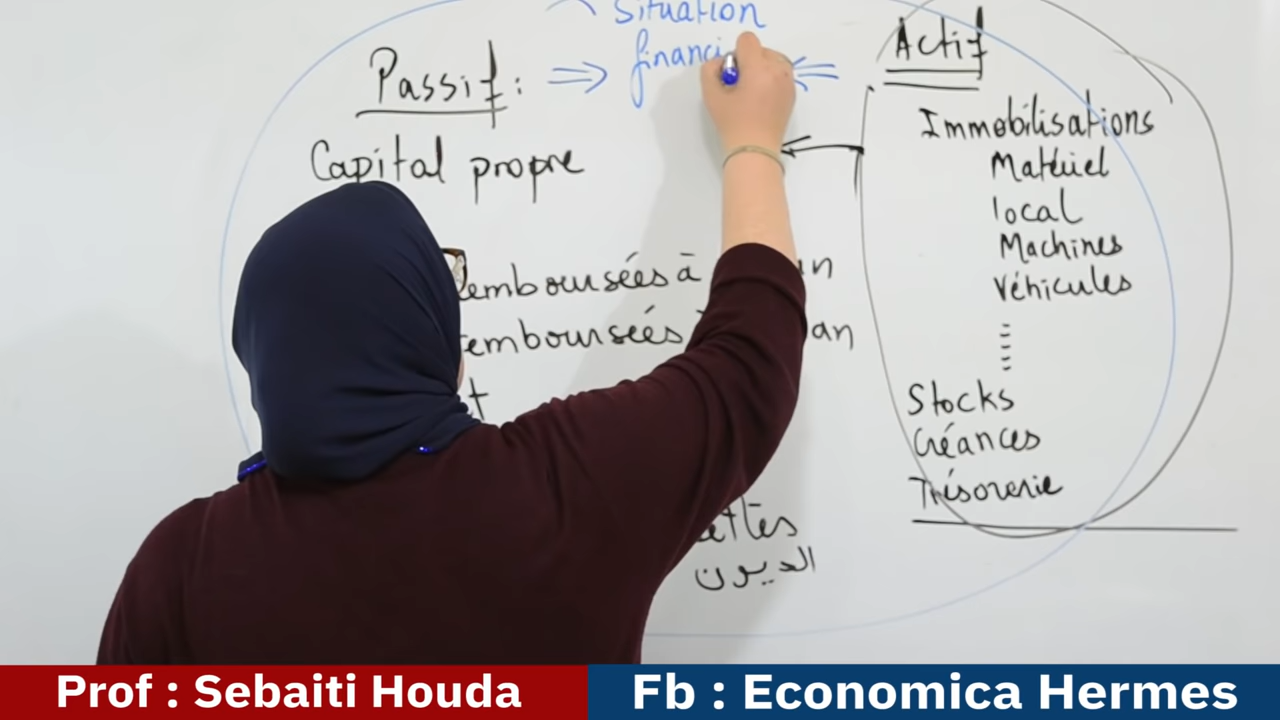 Situation
financi
Passif :
Capital propre
emboursées à
an
emboursées
an
ettes
الديون
Actif
Immobilisations
Matériel
local
Machines
Véhicules
Stocks
Créances
Trésorerie
Prof : Sebaiti Houda
Fb : Economica Hermes